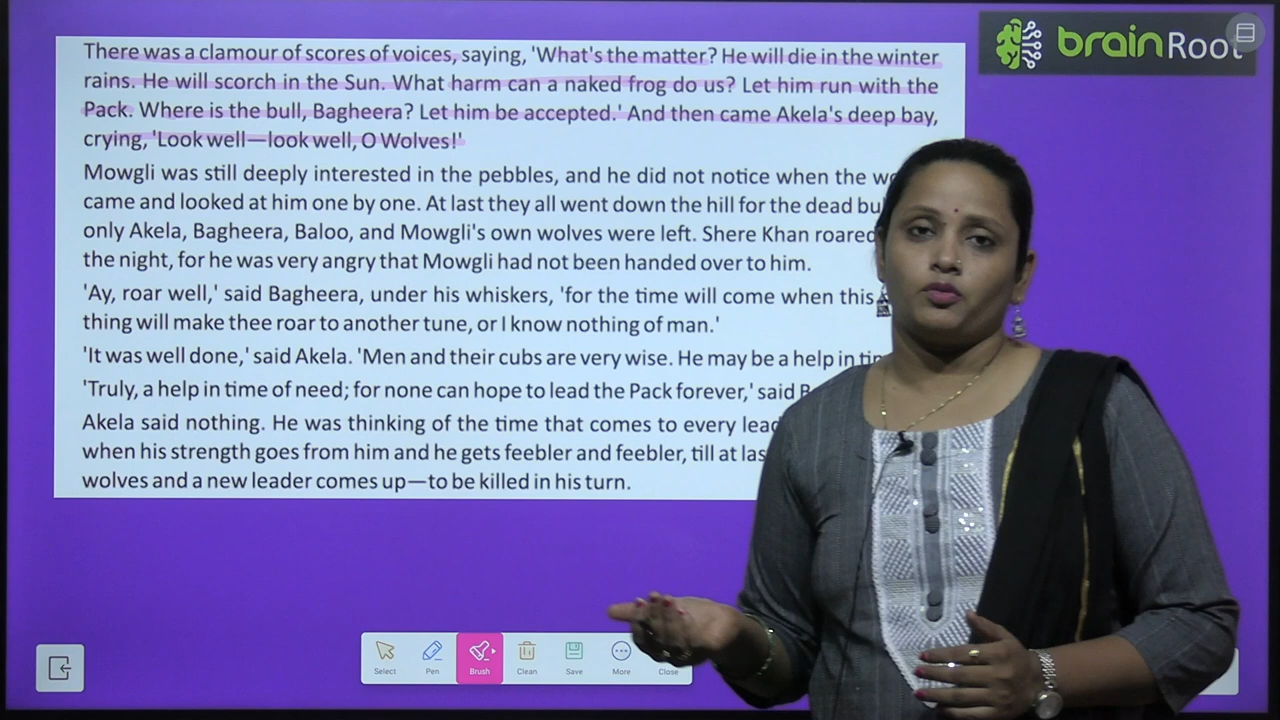 There was a clamour of scores of voices, saying, 'What's the matter? He will die in the winter
rains. He will scorch in the Sun. What harm can a naked frog do us? Let him run with the
Pack. Where is the bull, Bagheera? Let him be accepted.' And then came Akela's deep bay,
crying, 'Look well—look well, O Wolves!'
Mowgli was still deeply interested in the pebbles, and he did not notice when the
came and looked at him one by one. At last they all went down the hill for the dead
only Akela, Bagheera, Baloo, and Mowgli's own wolves were left. Shere Khan roared
the night, for he was very angry that Mowgli had not been handed over to him.
'Ay, roar well,' said Bagheera, under his whiskers, 'for the time will come when this
thing will make thee roar to another tune, or I know nothing of man.'
'It was well done,' said Akela. 'Men and their cubs are very wise. He may be a help in
'Truly, a help in time of need; for none can hope to lead the Pack forever,' said
Akela said nothing. He was thinking of the time that comes to every
when his strength goes from him and he gets feebler and feebler, till at
wolves and a new leader comes up—to be killed in his turn.
brainRoot
Select Pen Brush Clean Save More Close